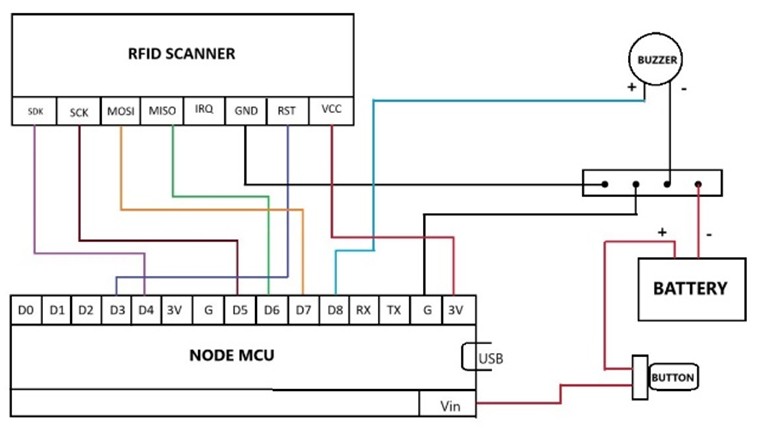 RFID SCANNER
BUZZER
+ -
SDK SCK MOSI MISO IRQ GND RST VCC
+ -
BATTERY
D0 D1 D2 D3 D4 3V G D5 D6 D7 D8 RX TX G 3V
NODE MCU
USB
BUTTON
Vin